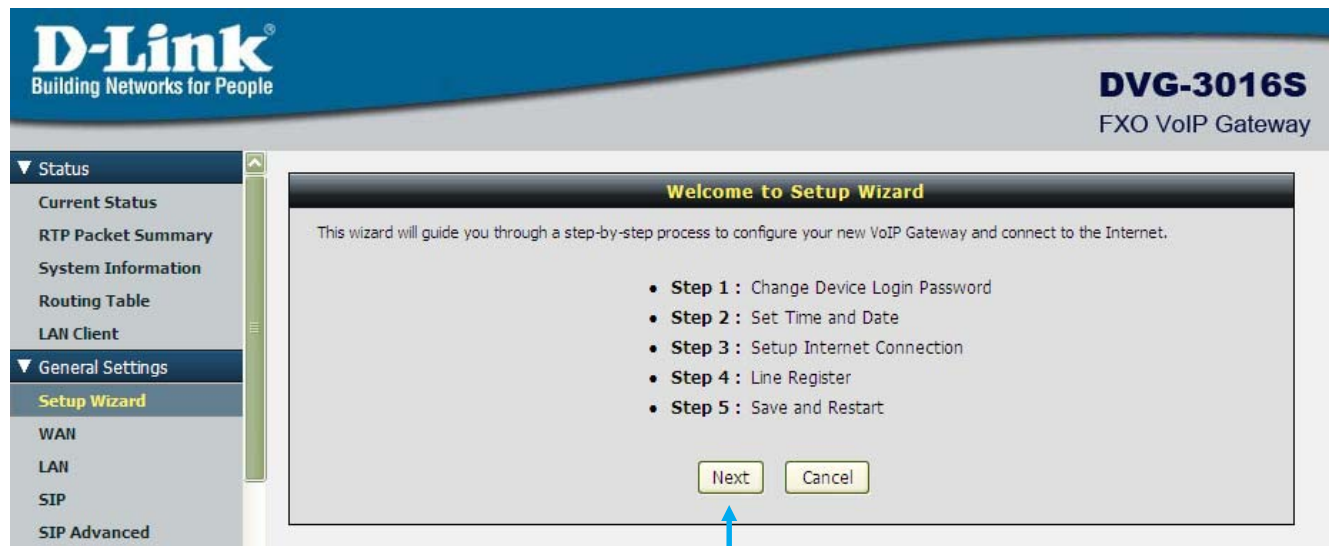 D-Link®
Building Networks for People
DVG-3016S
FXO VoIP Gateway
Status
Current Status
RTP Packet Summary
System Information
Routing Table
LAN Client
General Settings
Setup Wizard
WAN
LAN
SIP
SIP Advanced
Welcome to Setup Wizard
This wizard will guide you through a step-by-step process to configure your new VoIP Gateway and connect to the Internet.
• Step 1 : Change Device Login Password
• Step 2 : Set Time and Date
• Step 3 : Setup Internet Connection
• Step 4 : Line Register
• Step 5 : Save and Restart
Next Cancel